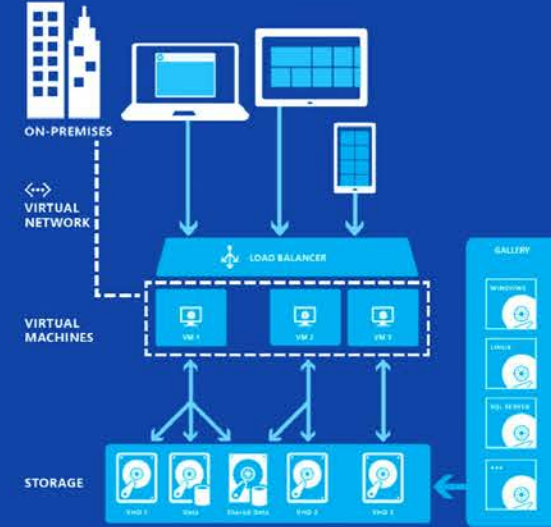 ON-PREMISES
VIRTUAL
NETWORK
LOAD BALANCER
GALLERY
WINDOWS
VIRTUAL
MACHINES
VM 1
VM 2
VM 3
LINUX
SQL SERVER
•••
STORAGE
VHD 1
Data
Shared Data
VHD 2
VHD 3